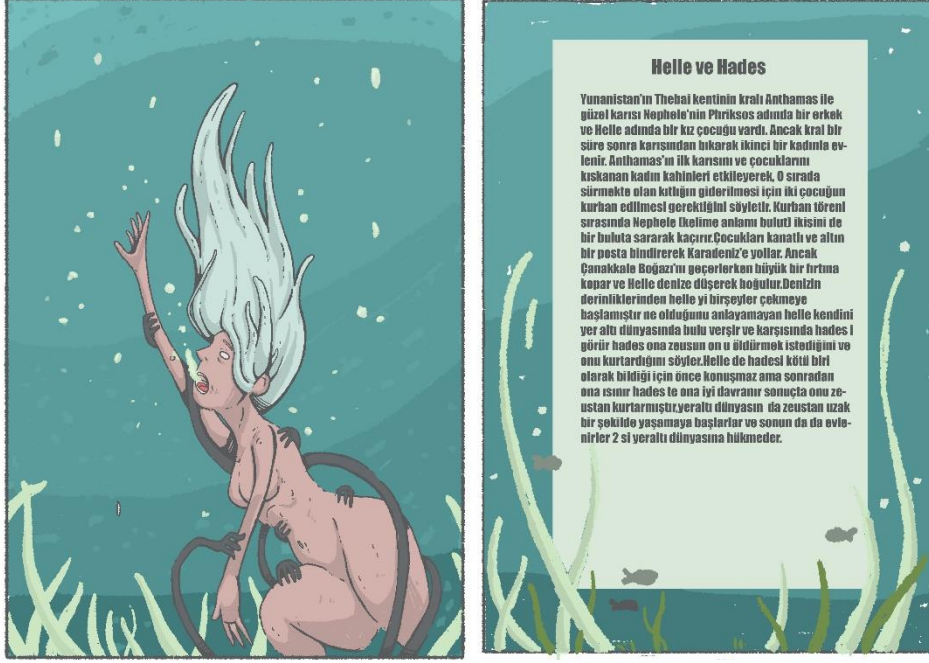 Helle ve Hades
Yunanistan'ın Thebai kentinin kralı Anthamas ile
güzel karısı Nephele'nin Phriksos adında bir erkek
ve Helle adında bir kız çocuğu vardı. Ancak kral bir
süre sonra karısından bıkarak ikinci bir kadınla ev-
lenir. Anthamas'ın ilk karısını ve çocuklarını
kıskanan kadın kahinleri etkileyerek, O sırada
sürmekte olan kıtlığın giderilmesi için iki çocuğun
kurban edilmesi gerektiğini söyletir. Kurban töreni
sırasında Nephele (kelime anlamı bulut) ikisini de
bir buluta sararak kaçırır.Çocukları kanatlı ve altın
bir posta bindirerek Karadeniz'e yollar. Ancak
Çanakkale Boğazı'nı geçerlerken büyük bir fırtına
kopar ve Helle denize düşerek boğulur.Denizin
derinliklerinden helle yi birşeyler çekmeye
başlamıştır ne olduğunu anlayamayan helle kendini
yer altı dünyasında bulu verşir ve karşısında hades i
görür hades ona zeusun on u öldürmek istediğini ve
onu kurtardığını söyler.Helle de hadesi kötü biri
olarak bildiği için önce konuşmaz ama sonradan
ona ısınır hades te ona iyi davranır sonuçta onu ze-
ustan kurtarmıştır,yeraltı dünyasın da zeustan uzak
bir şekilde yaşamaya başlarlar ve sonun da da evle-
nirler 2 si yeraltı dünyasına hükmeder.